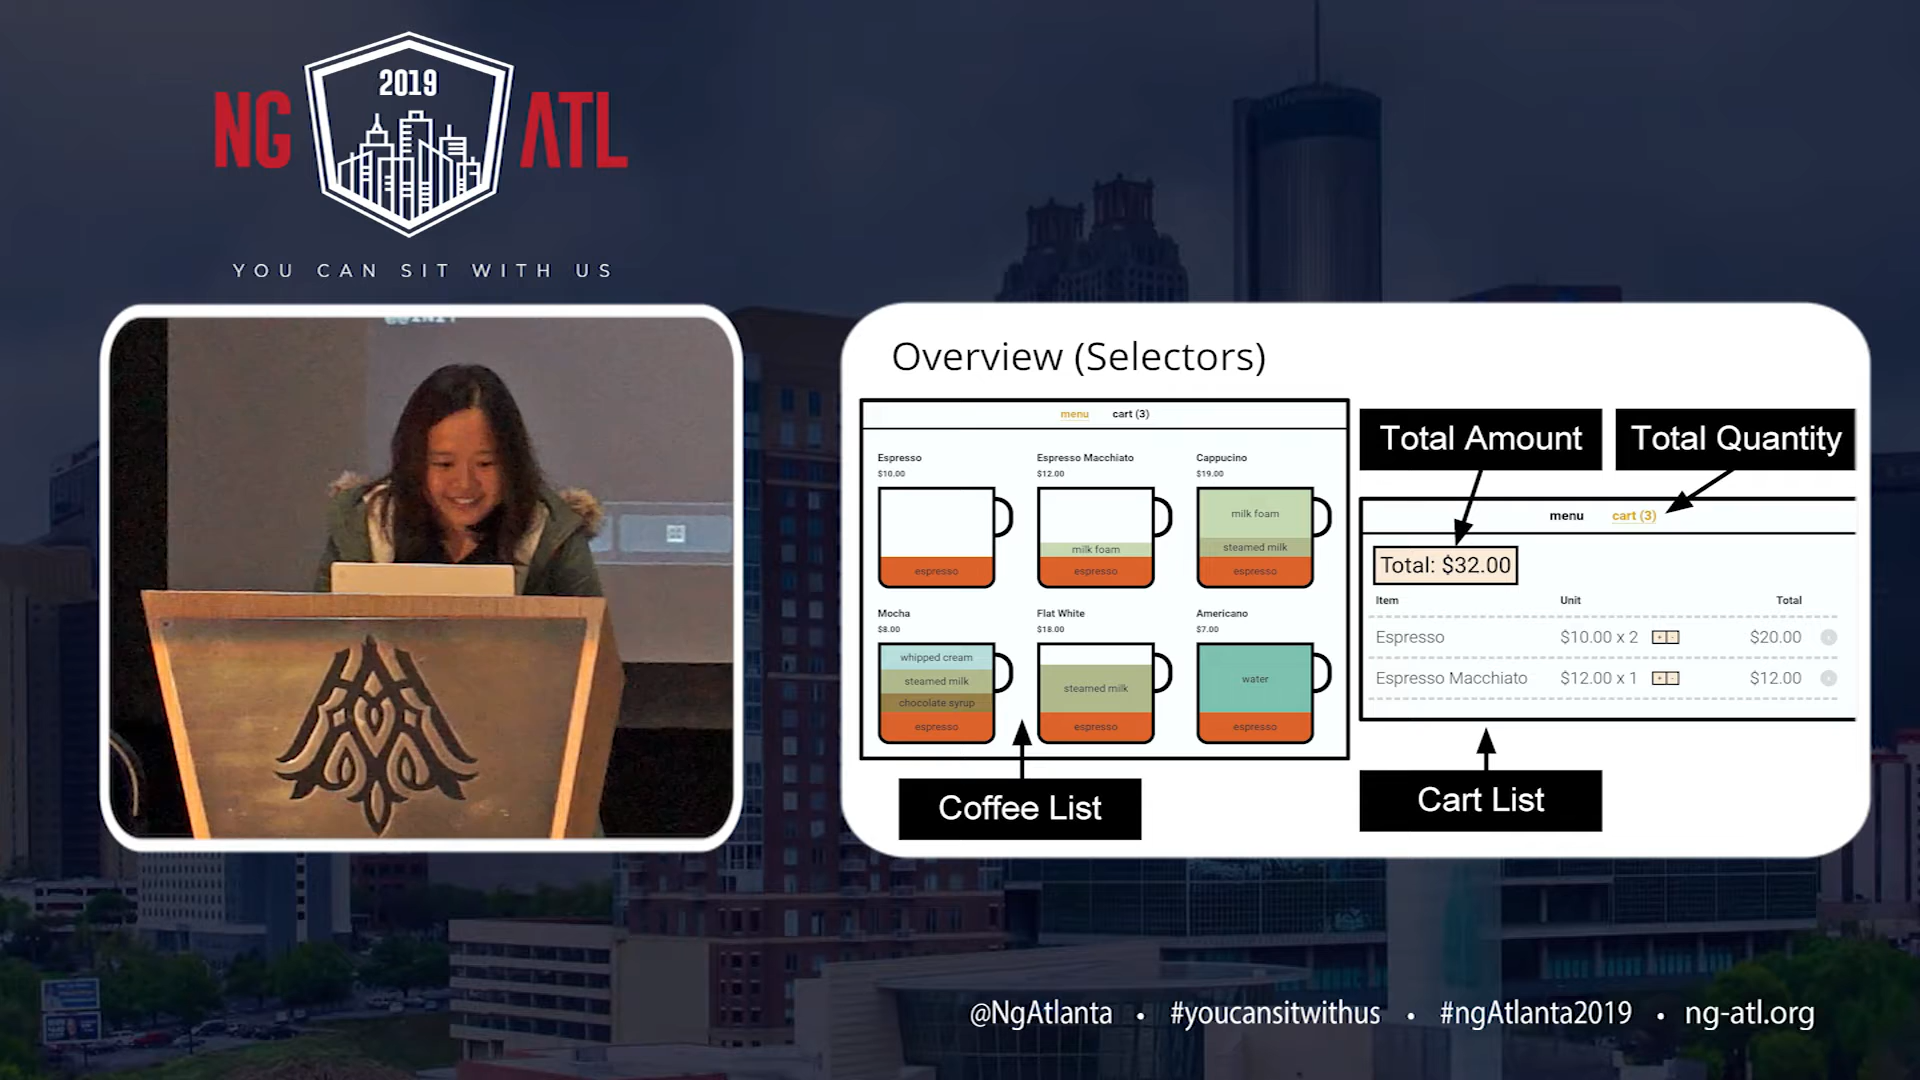 2019
NG ATL
YOU CAN SIT WITH US
Overview (Selectors)
menu cart (3)
Espresso
$10.00
espresso
Espresso Macchiato
$12.00
milk foam
espresso
Cappucino
$19.00
milk foam
steamed milk
espresso
Mocha
$8.00
whipped cream
steamed milk
chocolate syrup
espresso
Flat White
$18.00
steamed milk
espresso
Americano
$7.00
water
espresso
Coffee List
Total Amount
Total Quantity
menu cart (3)
Total: $32.00
Item Unit Total
Espresso $10.00 x 2 $20.00
Espresso Macchiato $12.00 x 1 $12.00
Cart List
@NgAtlanta • #youcansitwithus • #ngAtlanta2019 • ng-atl.org